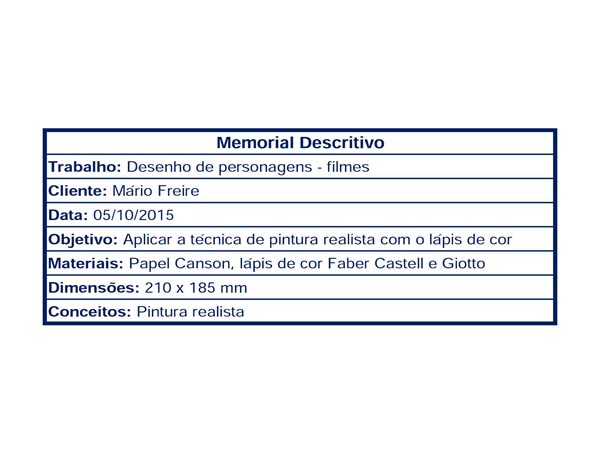 Memorial Descritivo
Trabalho: Desenho de personagens - filmes
Cliente: Mário Freire
Data: 05/10/2015
Objetivo: Aplicar a técnica de pintura realista com o lápis de cor
Materiais: Papel Canson, lápis de cor Faber Castell e Giotto
Dimensões: 210 x 185 mm
Conceitos: Pintura realista